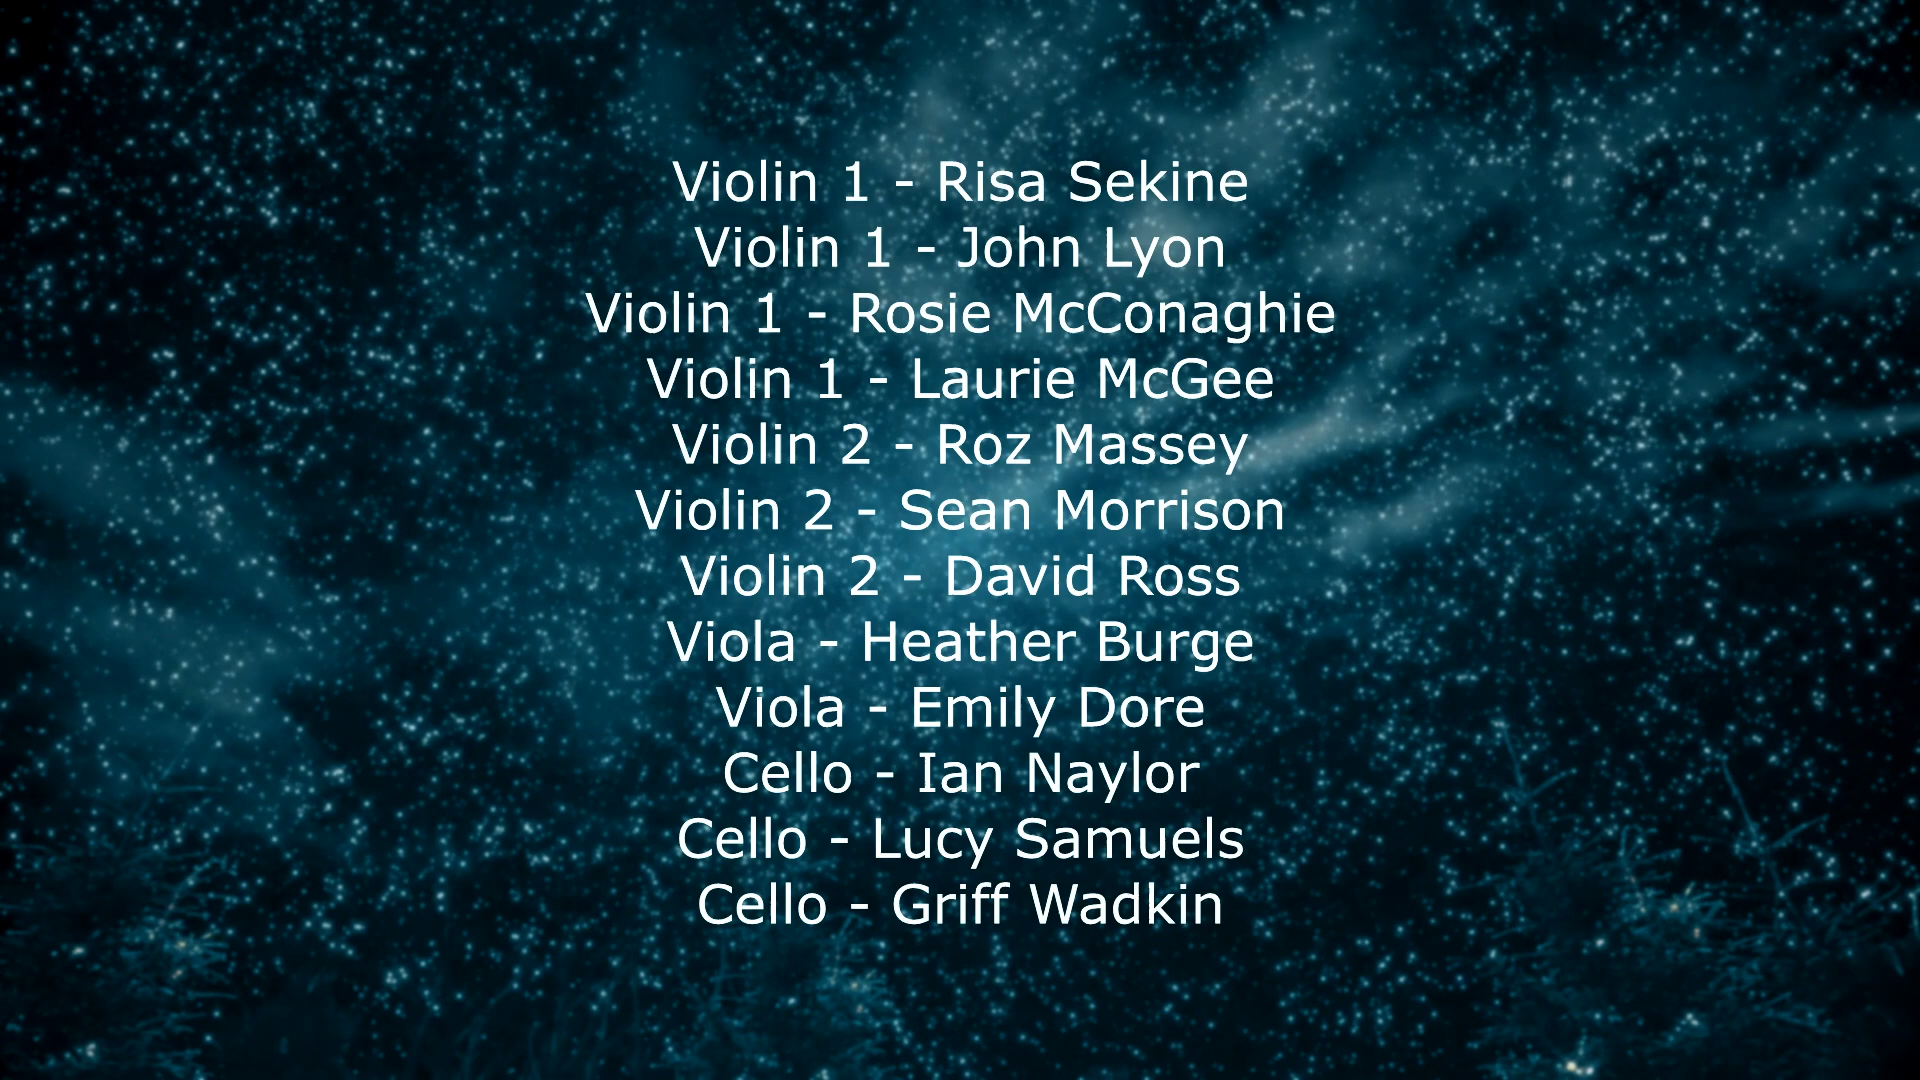 Violin 1 - Risa Sekine
Violin 1 - John Lyon
Violin 1 - Rosie McConaghie
Violin 1 - Laurie McGee
Violin 2 - Roz Massey
Violin 2 - Sean Morrison
Violin 2 - David Ross
Viola - Heather Burge
Viola - Emily Dore
Cello - Ian Naylor
Cello - Lucy Samuels
Cello - Griff Wadkin